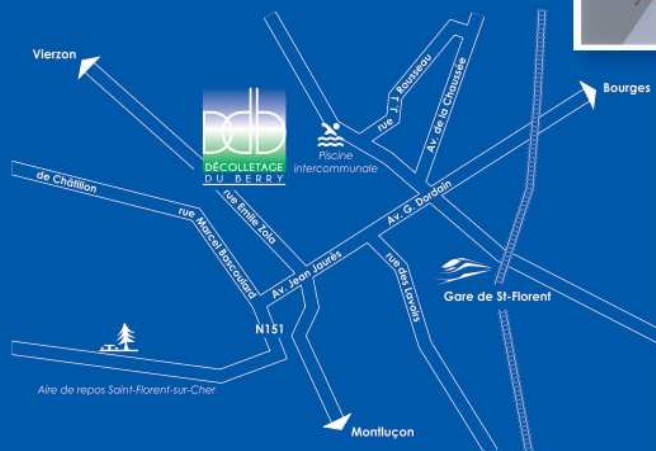 Vierzon
Bourges
rue J. J. Rousseau
Av. de la Chaussée
ddb
DÉCOLLETAGE
DU BERRY
Piscine
intercommunale
de Châtillon
rue Marcel Bascoulard
rue Emile Zola
Av. G. Dordain
Av. Jean Jaurès
rue des Lavoirs
Gare de St-Florent
N151
Aire de repos Saint-Florent-sur-Cher
Montluçon